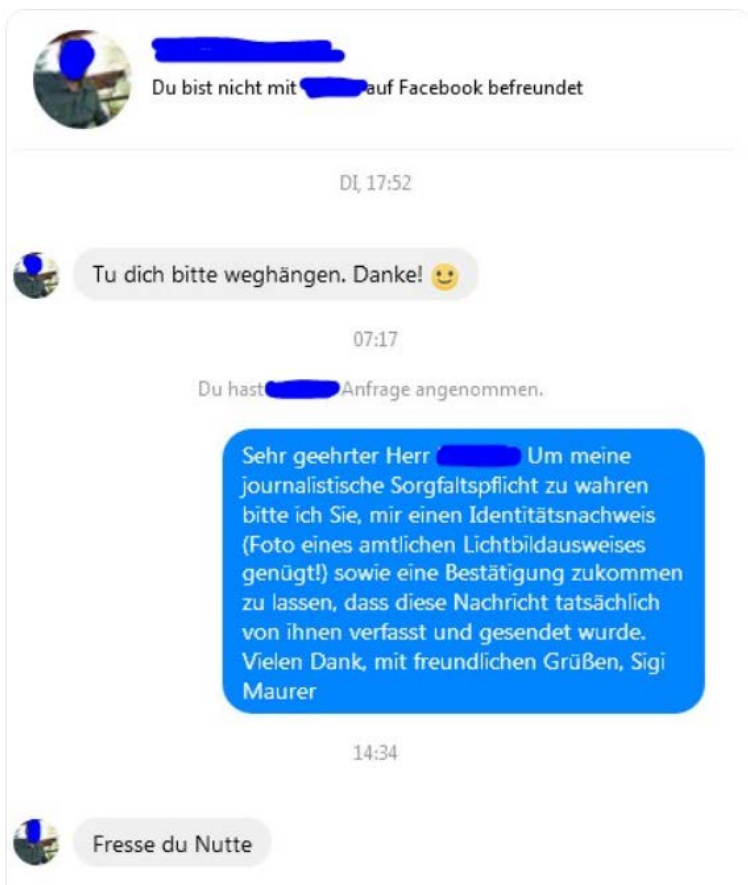 Du bist nicht mit auf Facebook befreundet
DI, 17:52
Tu dich bitte weghängen. Danke! 🙂
07:17
Du hast Anfrage angenommen.
Sehr geehrter Herr Um meine
journalistische Sorgfaltspflicht zu wahren
bitte ich Sie, mir einen Identitätsnachweis
(Foto eines amtlichen Lichtbildausweises
genügt!) sowie eine Bestätigung zukommen
zu lassen, dass diese Nachricht tatsächlich
von ihnen verfasst und gesendet wurde.
Vielen Dank, mit freundlichen Grüßen, Sigi
Maurer
14:34
Fresse du Nutte